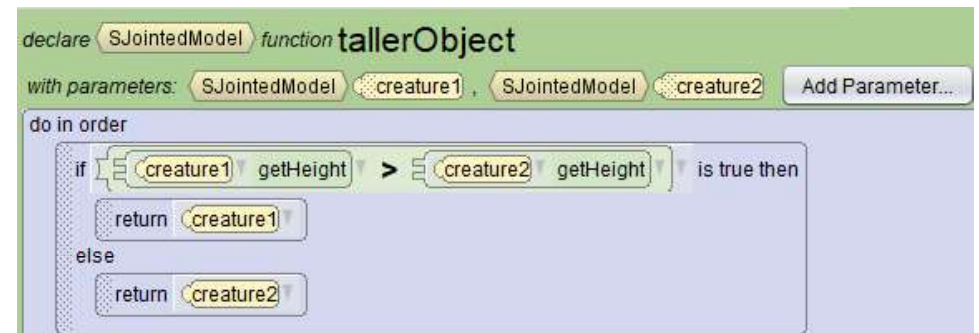 declare SJointedModel function tallerObject
with parameters: SJointedModel creature1 , SJointedModel creature2 Add Parameter...
do in order
if creature1 getHeight > creature2 getHeight is true then
return creature1
else
return creature2